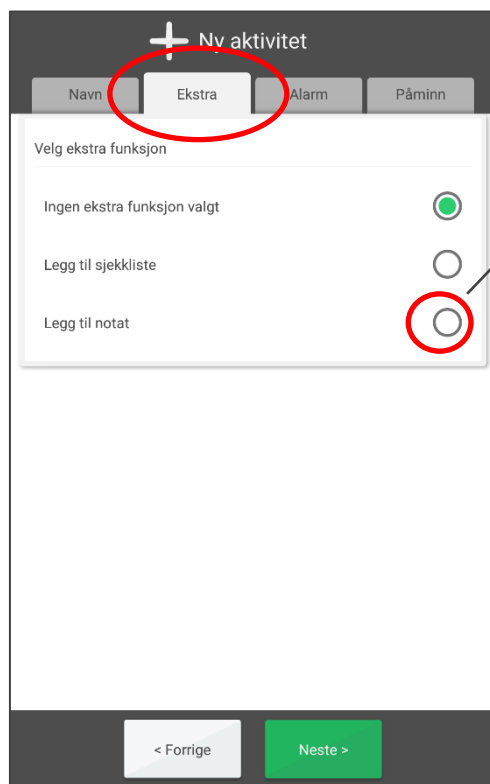 Ny aktivitet
Navn Ekstra Alarm Påminn
Velg ekstra funksjon
Ingen ekstra funksjon valgt
Legg til sjekkliste
Legg til notat
< Forrige Neste >